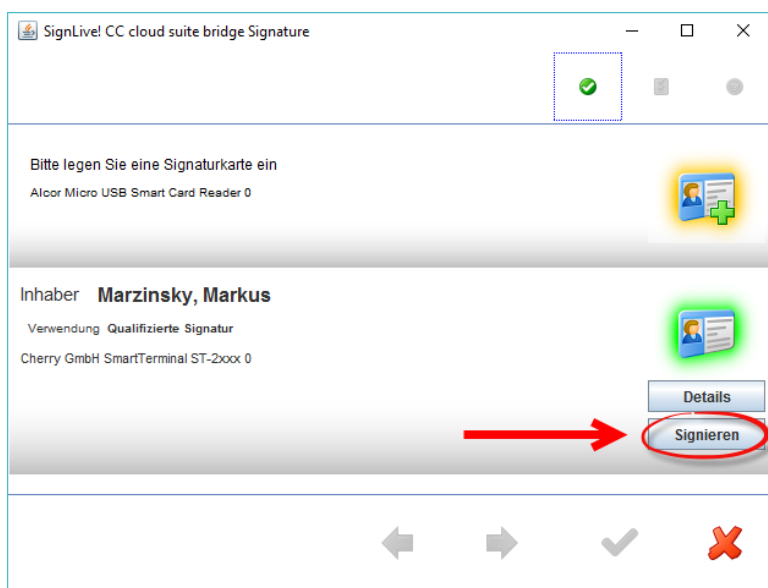 SignLive! CC cloud suite bridge Signature
Bitte legen Sie eine Signaturkarte ein
Alcor Micro USB Smart Card Reader 0
Inhaber Marzinsky, Markus
Verwendung Qualifizierte Signatur
Cherry GmbH SmartTerminal ST-2xxx 0
Details
Signieren